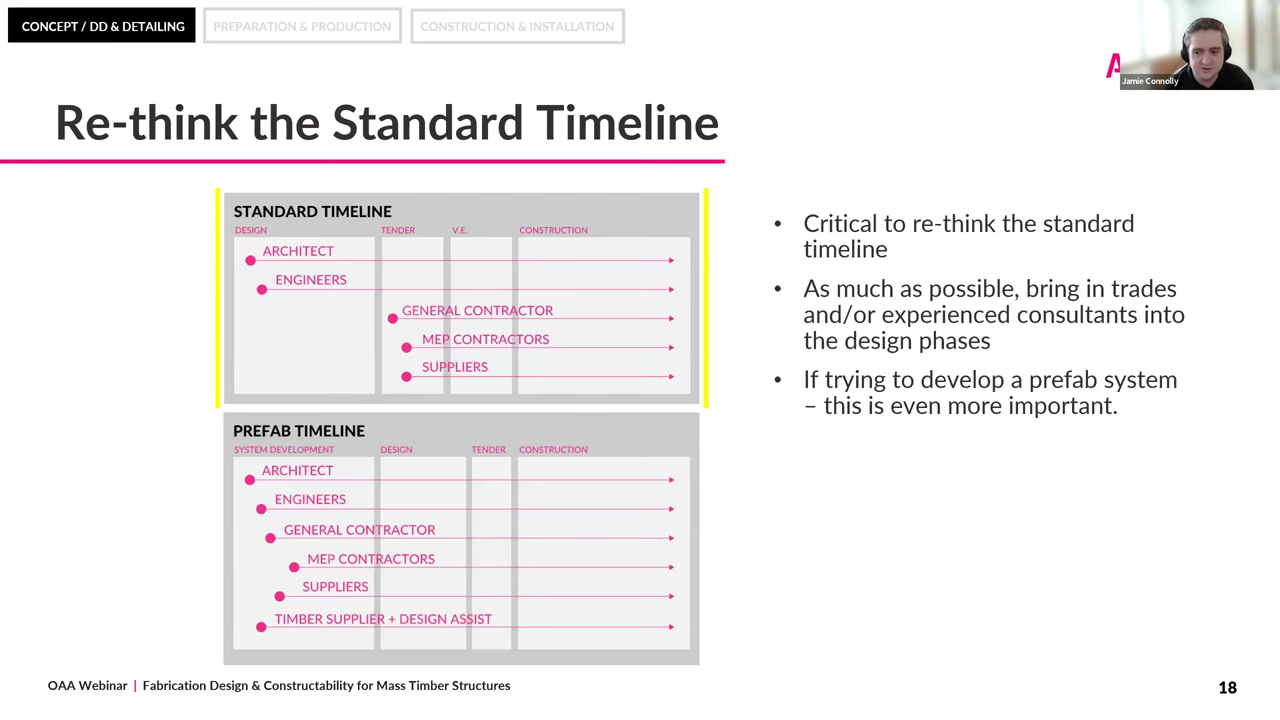 CONCEPT / DD & DETAILING
PREPARATION & PRODUCTION
CONSTRUCTION & INSTALLATION
A
Jamie Connolly
Re-think the Standard Timeline
STANDARD TIMELINE
DESIGN TENDER V.E. CONSTRUCTION
ARCHITECT
ENGINEERS
GENERAL CONTRACTOR
MEP CONTRACTORS
SUPPLIERS
PREFAB TIMELINE
SYSTEM DEVELOPMENT DESIGN TENDER CONSTRUCTION
ARCHITECT
ENGINEERS
GENERAL CONTRACTOR
MEP CONTRACTORS
SUPPLIERS
TIMBER SUPPLIER + DESIGN ASSIST
• Critical to re-think the standard
timeline
• As much as possible, bring in trades
and/or experienced consultants into
the design phases
• If trying to develop a prefab system
– this is even more important.
OAA Webinar | Fabrication Design & Constructability for Mass Timber Structures
18